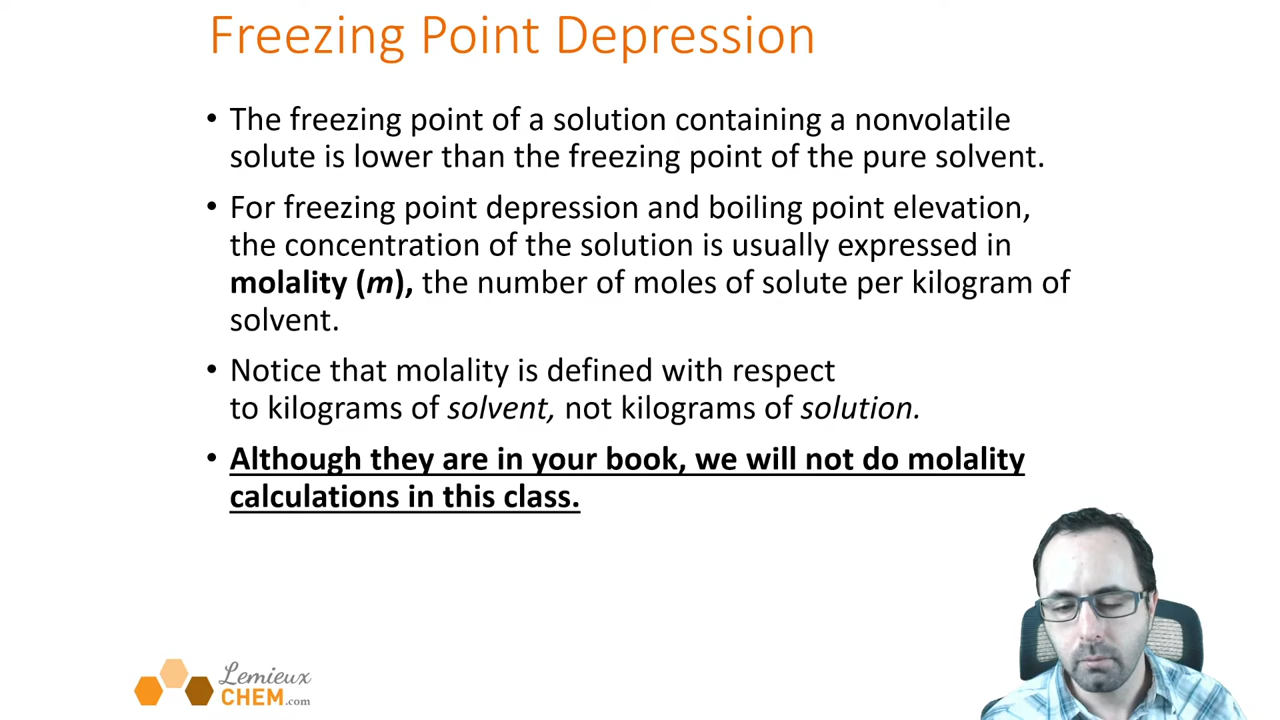 Freezing Point Depression
• The freezing point of a solution containing a nonvolatile
solute is lower than the freezing point of the pure solvent.
• For freezing point depression and boiling point elevation,
the concentration of the solution is usually expressed in
molality (m), the number of moles of solute per kilogram of
solvent.
• Notice that molality is defined with respect
to kilograms of solvent, not kilograms of solution.
• Although they are in your book, we will not do molality
calculations in this class.
Lemieux
CHEM.com